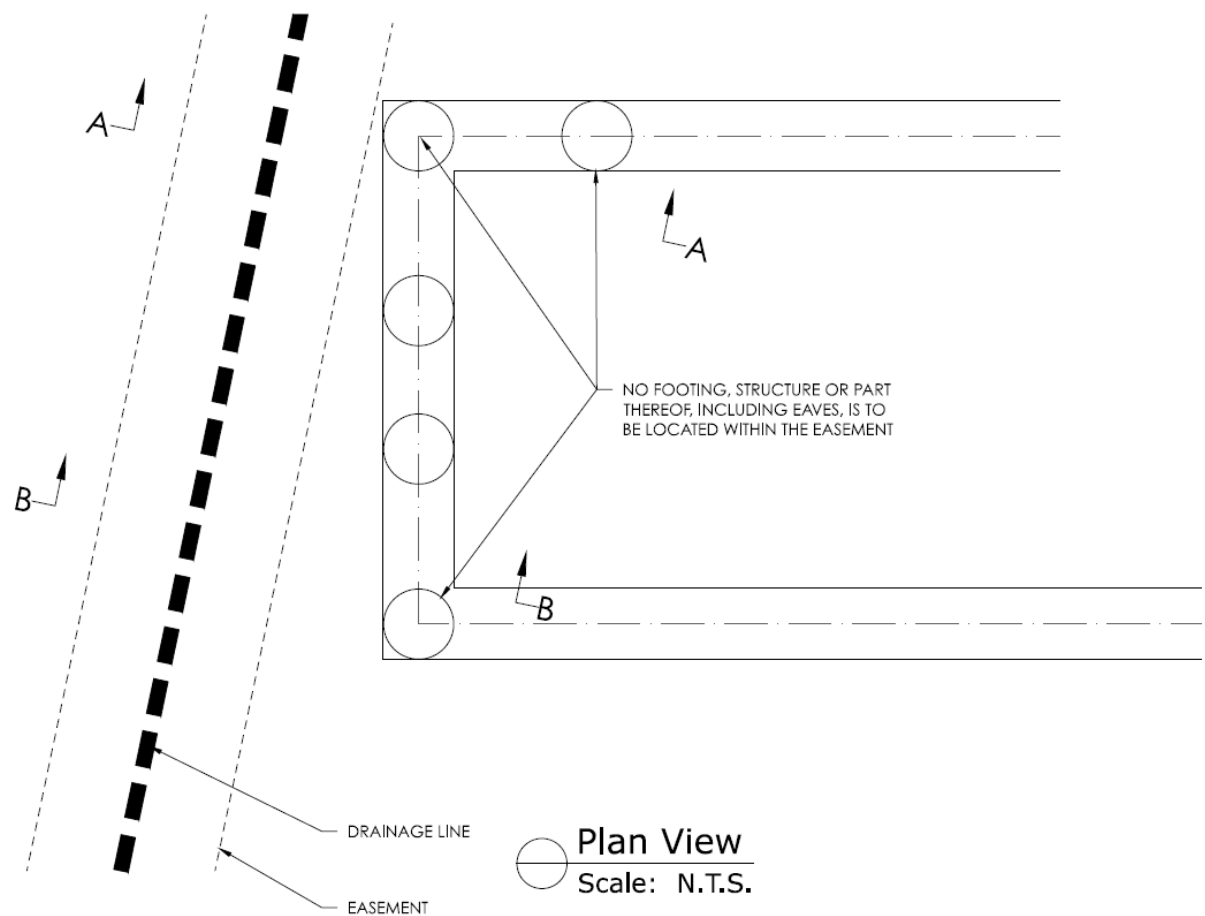 A
A
NO FOOTING, STRUCTURE OR PART
THEREOF, INCLUDING EAVES, IS TO
BE LOCATED WITHIN THE EASEMENT
B
B
DRAINAGE LINE
EASEMENT
Plan View
Scale: N.T.S.